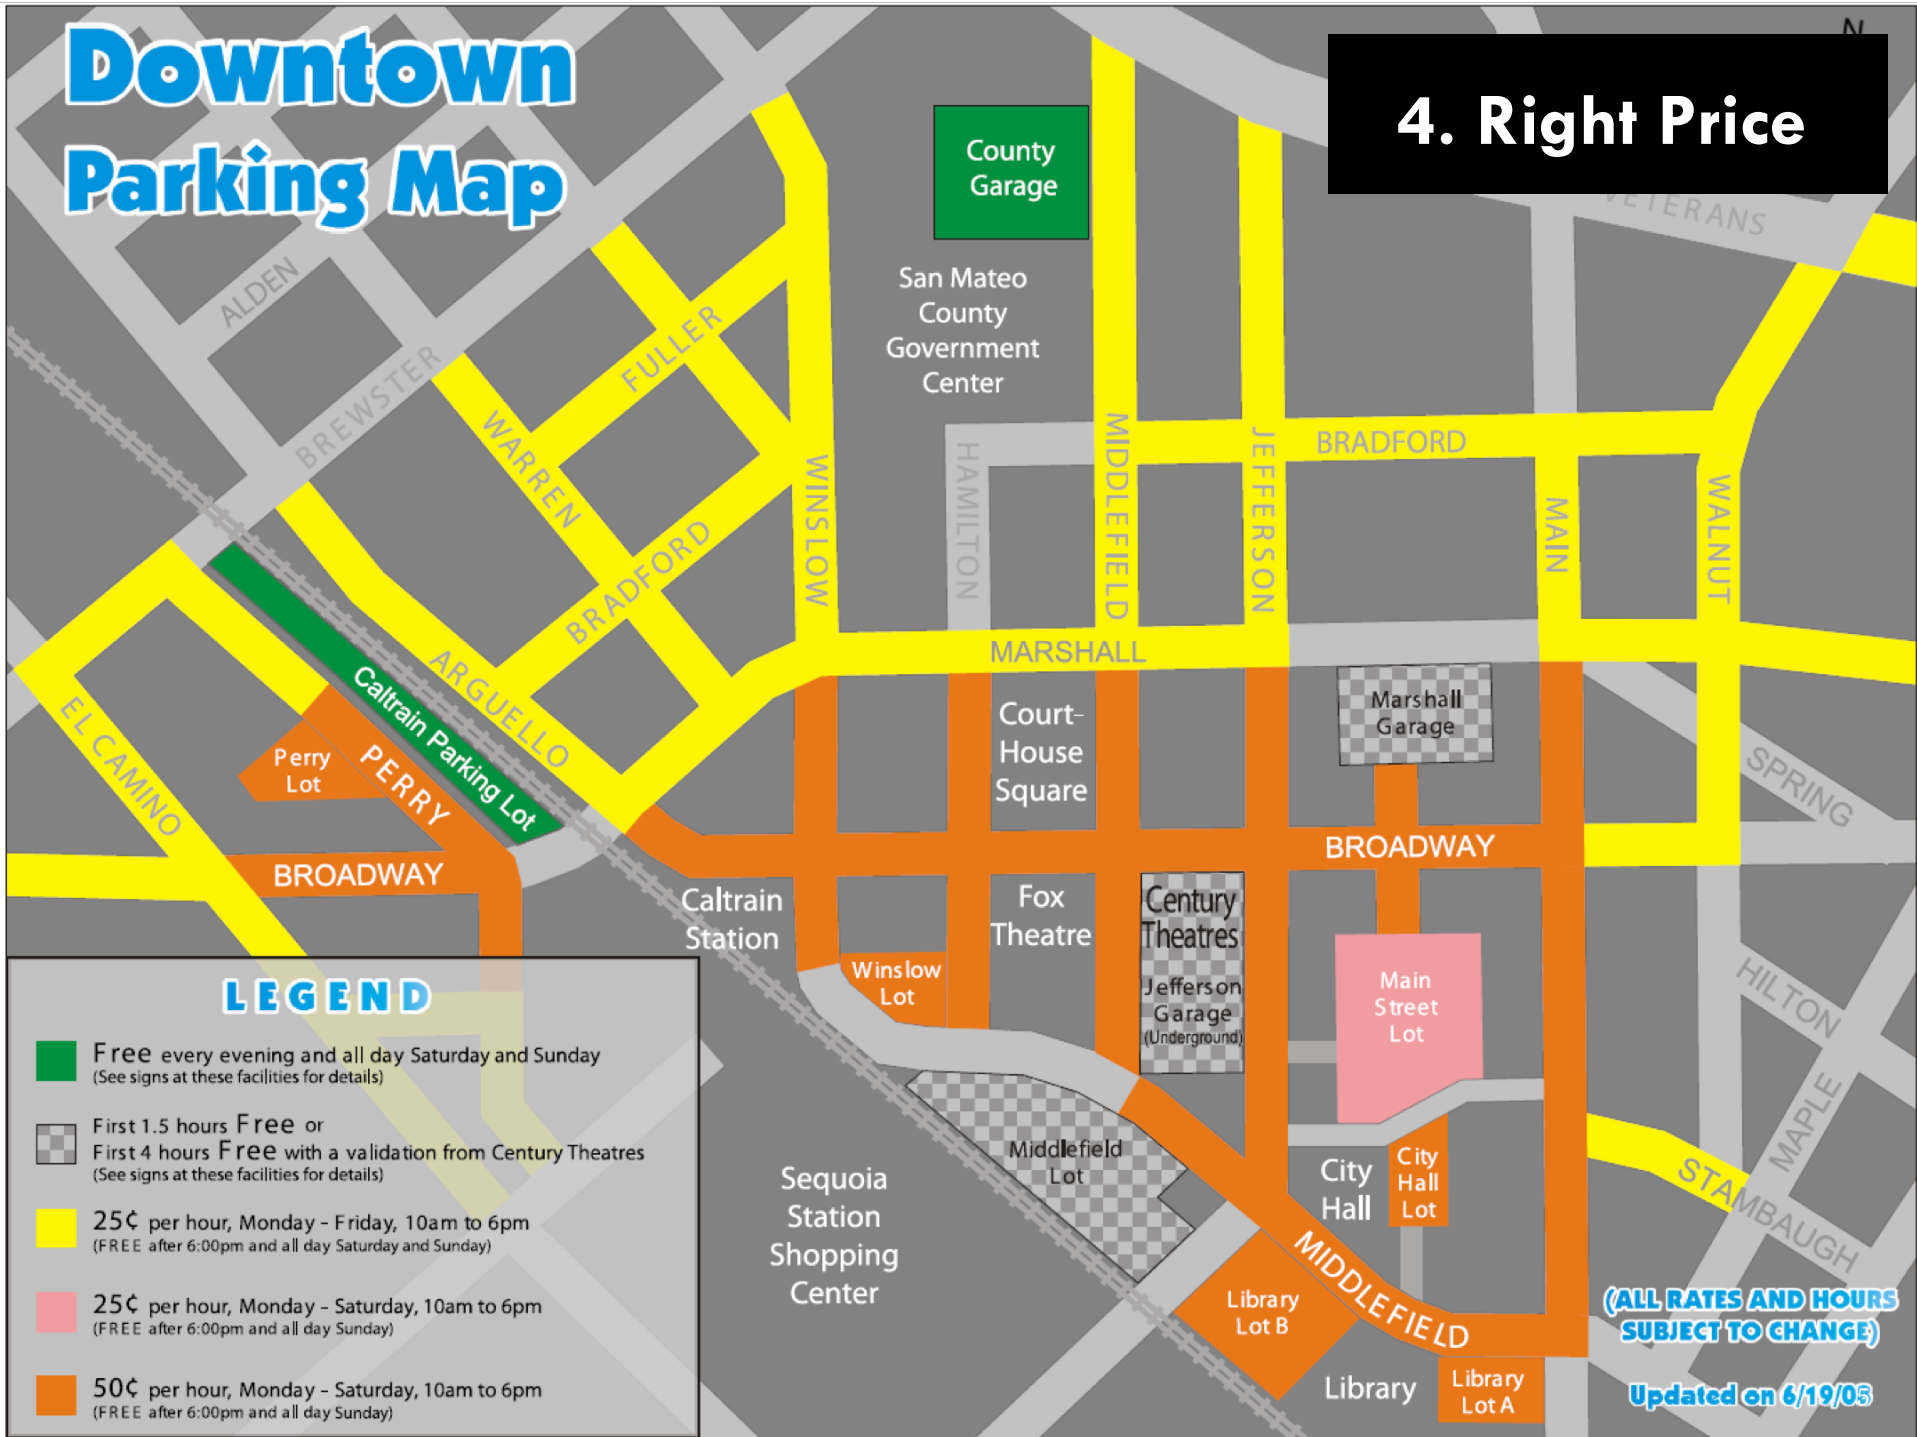 Downtown
Parking Map
N
4. Right Price
VETERANS
County
Garage
San Mateo
County
Government
Center
ALDEN
BREWSTER
FULLER
WARREN
BRADFORD
WINSLOW
HAMILTON
MIDDLEFIELD
JEFFERSON
BRADFORD
MAIN
WALNUT
MARSHALL
ARGUELLO
Caltrain Parking Lot
EL CAMINO
Perry
Lot
PERRY
BROADWAY
Court-
House
Square
Marshall
Garage
SPRING
BROADWAY
Caltrain
Station
Fox
Theatre
Century
Theatres
Jefferson
Garage
(Underground)
Winslow
Lot
Main
Street
Lot
HILTON
MAPLE
STAMBAUGH
Middlefield
Lot
Sequoia
Station
Shopping
Center
City
Hall
City
Hall
Lot
MIDDLEFIELD
Library
Lot B
Library
Library
Lot A
LEGEND
Free every evening and all day Saturday and Sunday
(See signs at these facilities for details)
First 1.5 hours Free or
First 4 hours Free with a validation from Century Theatres
(See signs at these facilities for details)
25¢ per hour, Monday - Friday, 10am to 6pm
(FREE after 6:00pm and all day Saturday and Sunday)
25¢ per hour, Monday - Saturday, 10am to 6pm
(FREE after 6:00pm and all day Sunday)
50¢ per hour, Monday - Saturday, 10am to 6pm
(FREE after 6:00pm and all day Sunday)
(ALL RATES AND HOURS
SUBJECT TO CHANGE)
Updated on 6/19/05